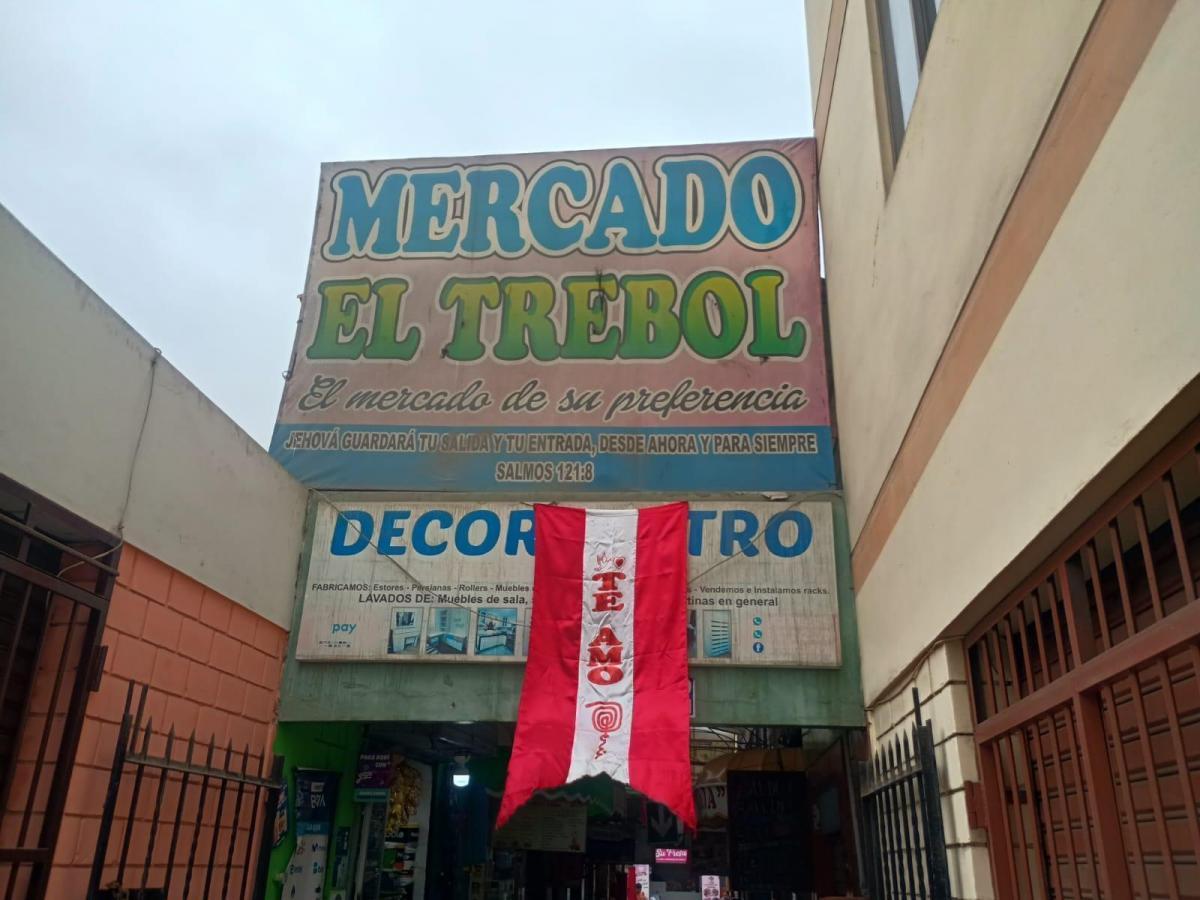 MERCADO
EL TREBOL
El mercado de su preferencia
JEHOVÁ GUARDARÁ TU SALIDA Y TU ENTRADA, DESDE AHORA Y PARA SIEMPRE
SALMOS 121:8
DECOR TRO
FABRICAMOS: Estores - Persianas - Rollers - Muebles - Vendemos e Instalamos racks.
LAVADOS DE: Muebles de sala, tinas en general
pay
TE
AMO